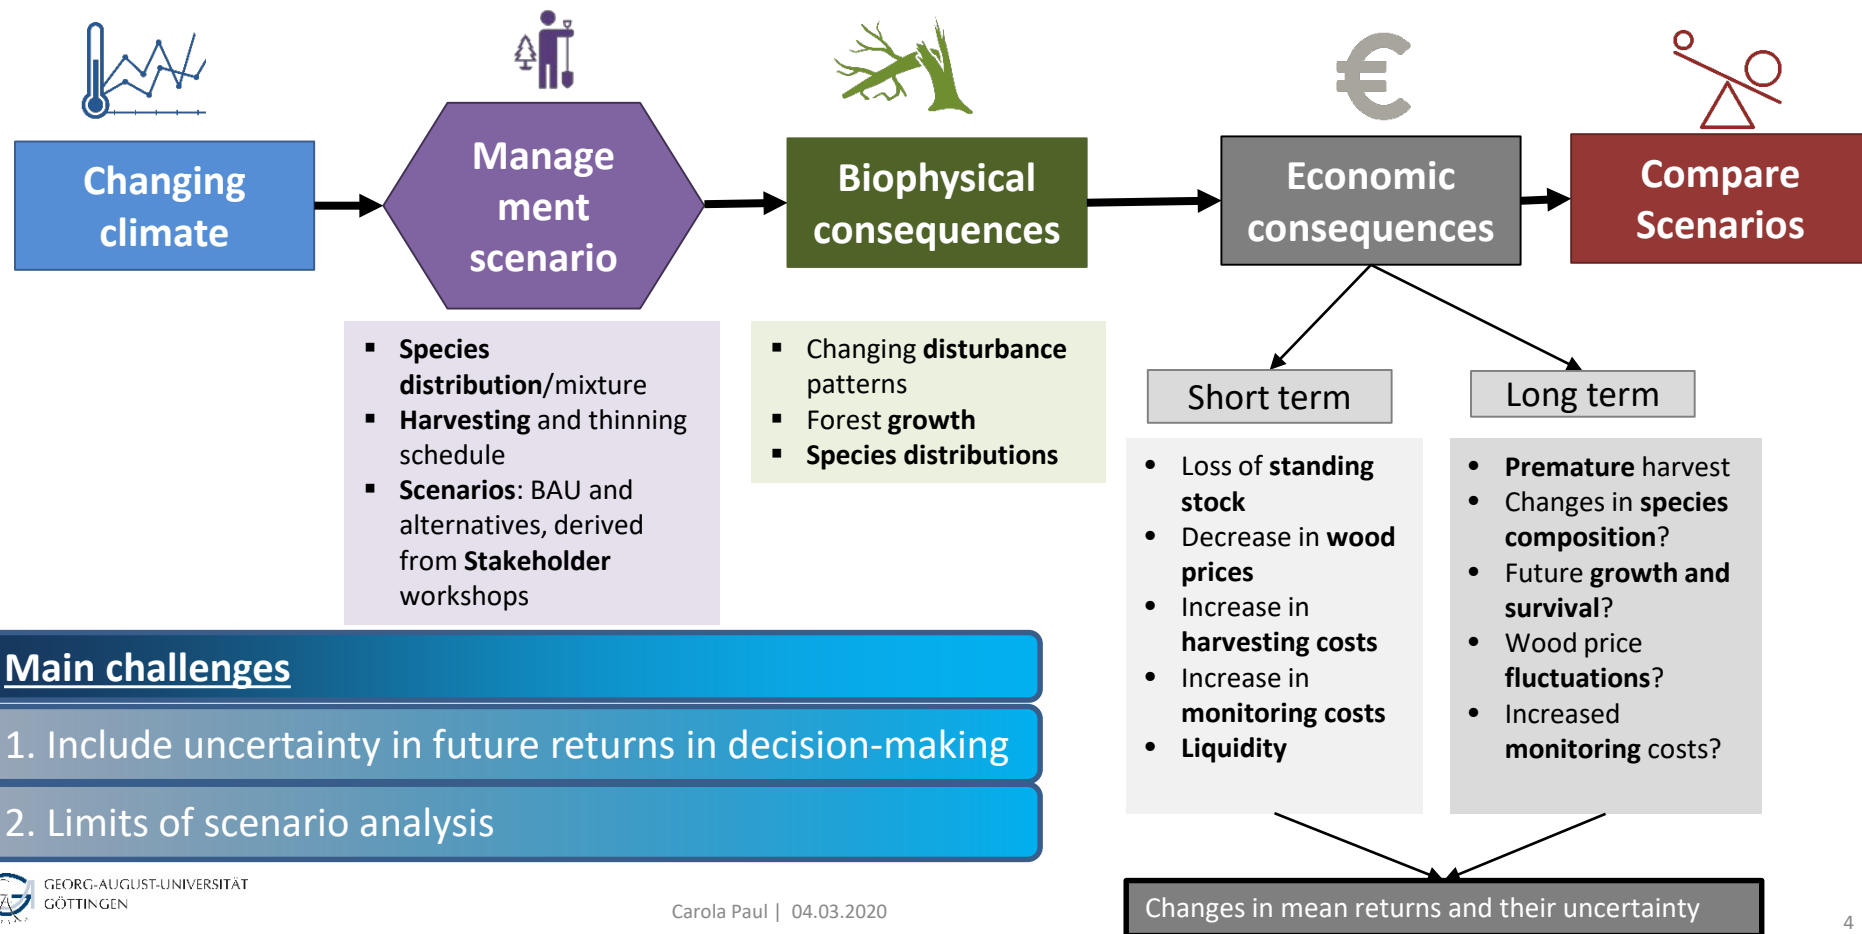 Changing
climate
Manage
ment
scenario
Biophysical
consequences
Economic
consequences
Compare
Scenarios
▪ Species
distribution/mixture
▪ Harvesting and thinning
schedule
▪ Scenarios: BAU and
alternatives, derived
from Stakeholder
workshops
▪ Changing disturbance
patterns
▪ Forest growth
▪ Species distributions
Short term
• Loss of standing
stock
• Decrease in wood
prices
• Increase in
harvesting costs
• Increase in
monitoring costs
• Liquidity
Long term
• Premature harvest
• Changes in species
composition?
• Future growth and
survival?
• Wood price
fluctuations?
• Increased
monitoring costs?
Main challenges
1. Include uncertainty in future returns in decision-making
2. Limits of scenario analysis
Changes in mean returns and their uncertainty
GEORG-AUGUST-UNIVERSITÄT
GÖTTINGEN
Carola Paul | 04.03.2020
4